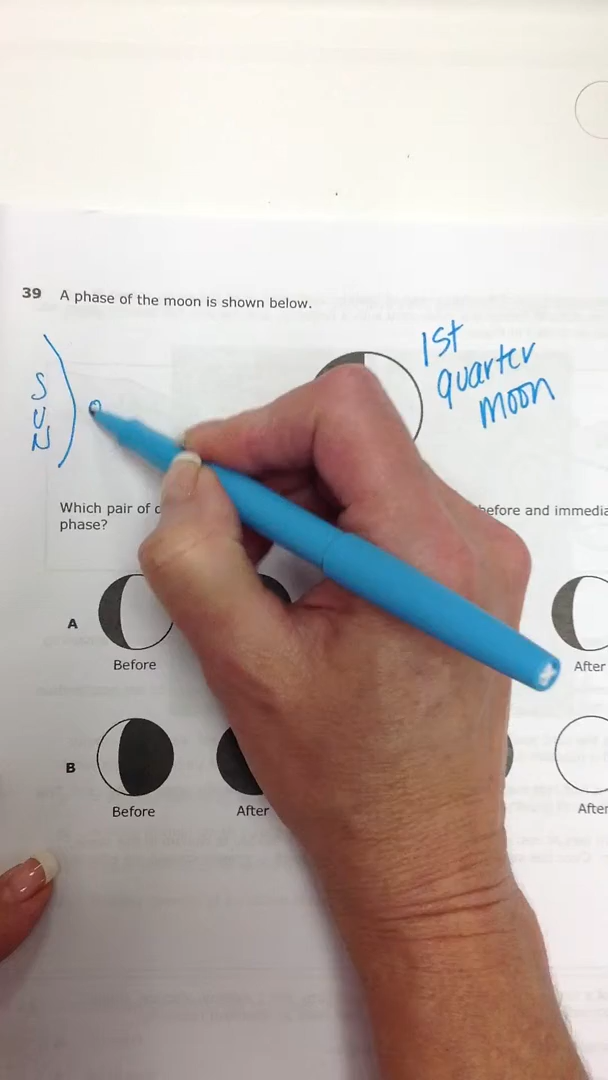 39 A phase of the moon is shown below.
1st
quarter
moon
SUN
Which pair of
before and
phase?
A
Before
After
B
Before
After
After